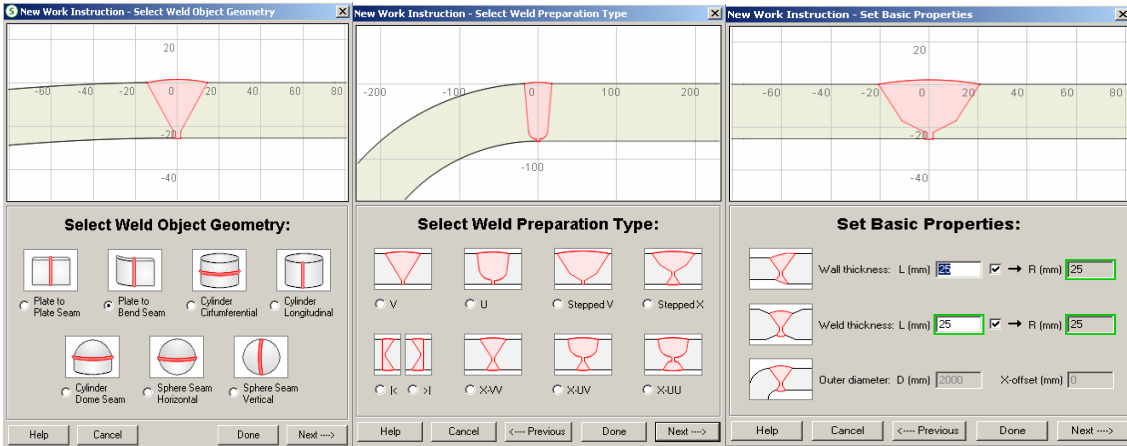 New Work Instruction - Select Weld Object Geometry
20
-60 -40 -20 0 20 40 60 80
-20
-40
Select Weld Object Geometry:
Plate to Plate Seam
Plate to Bend Seam
Cylinder Cirfumferential
Cylinder Longitudinal
Cylinder Dome Seam
Sphere Seam Horizontal
Sphere Seam Vertical
Help Cancel Done Next ---->
New Work Instruction - Select Weld Preparation Type
-200 -100 0 100 200
-100
Select Weld Preparation Type:
V U Stepped V Stepped X
|< >| X-VV X-UV X-UU
Help Cancel <---- Previous Done Next ---->
New Work Instruction - Set Basic Properties
20
-60 -40 -20 0 20 40 60 80
-20
-40
Set Basic Properties:
Wall thickness: L (mm) 25 → R (mm) 25
Weld thickness: L (mm) 25 → R (mm) 25
Outer diameter: D (mm) 2000 X-offset (mm) 0
Help Cancel <---- Previous Done Next ---->